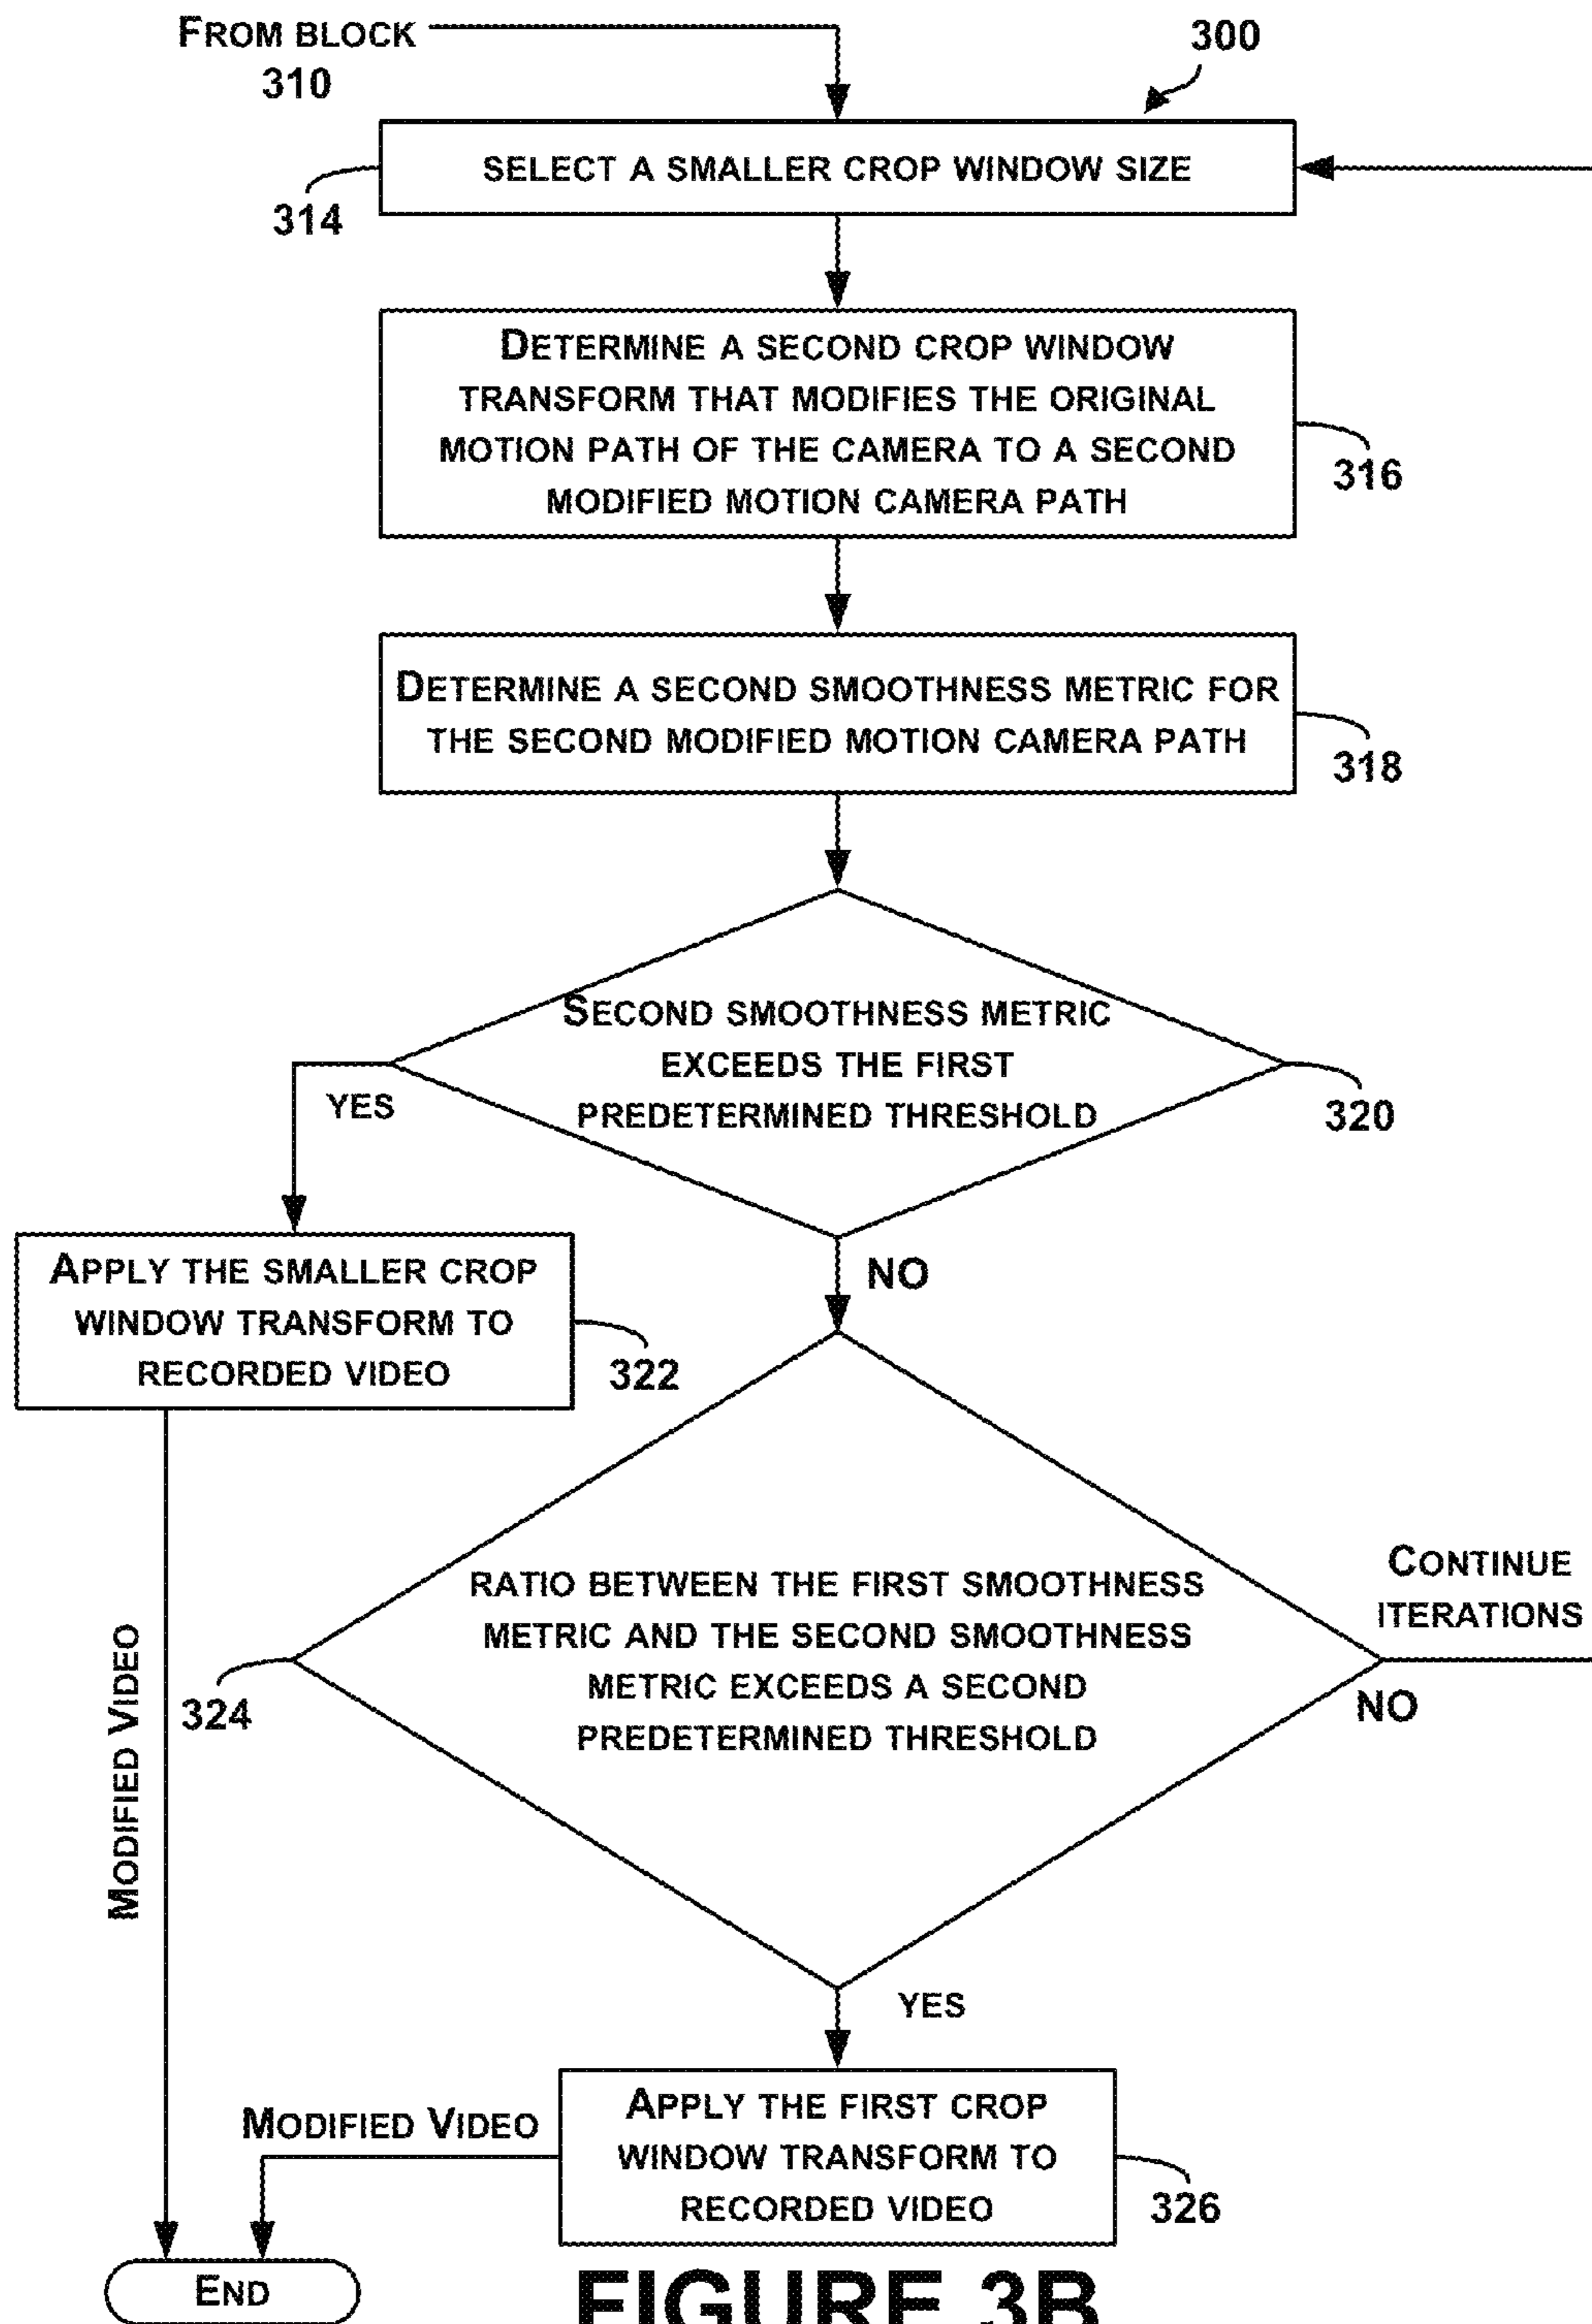 FROM BLOCK
310
300
SELECT A SMALLER CROP WINDOW SIZE
314
DETERMINE A SECOND CROP WINDOW
TRANSFORM THAT MODIFIES THE ORIGINAL
MOTION PATH OF THE CAMERA TO A SECOND
MODIFIED MOTION CAMERA PATH
316
DETERMINE A SECOND SMOOTHNESS METRIC FOR
THE SECOND MODIFIED MOTION CAMERA PATH
318
SECOND SMOOTHNESS METRIC
EXCEEDS THE FIRST
PREDETERMINED THRESHOLD
320
YES
NO
APPLY THE SMALLER CROP
WINDOW TRANSFORM TO
RECORDED VIDEO
322
RATIO BETWEEN THE FIRST SMOOTHNESS
METRIC AND THE SECOND SMOOTHNESS
METRIC EXCEEDS A SECOND
PREDETERMINED THRESHOLD
324
CONTINUE
ITERATIONS
NO
MODIFIED VIDEO
YES
APPLY THE FIRST CROP
WINDOW TRANSFORM TO
RECORDED VIDEO
326
MODIFIED VIDEO
END
FIGURE 3B